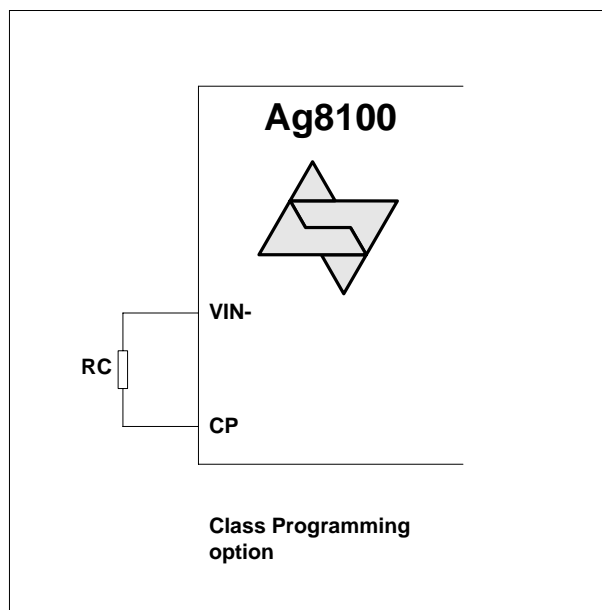 Ag8100
VIN-
RC
CP
Class Programming
option